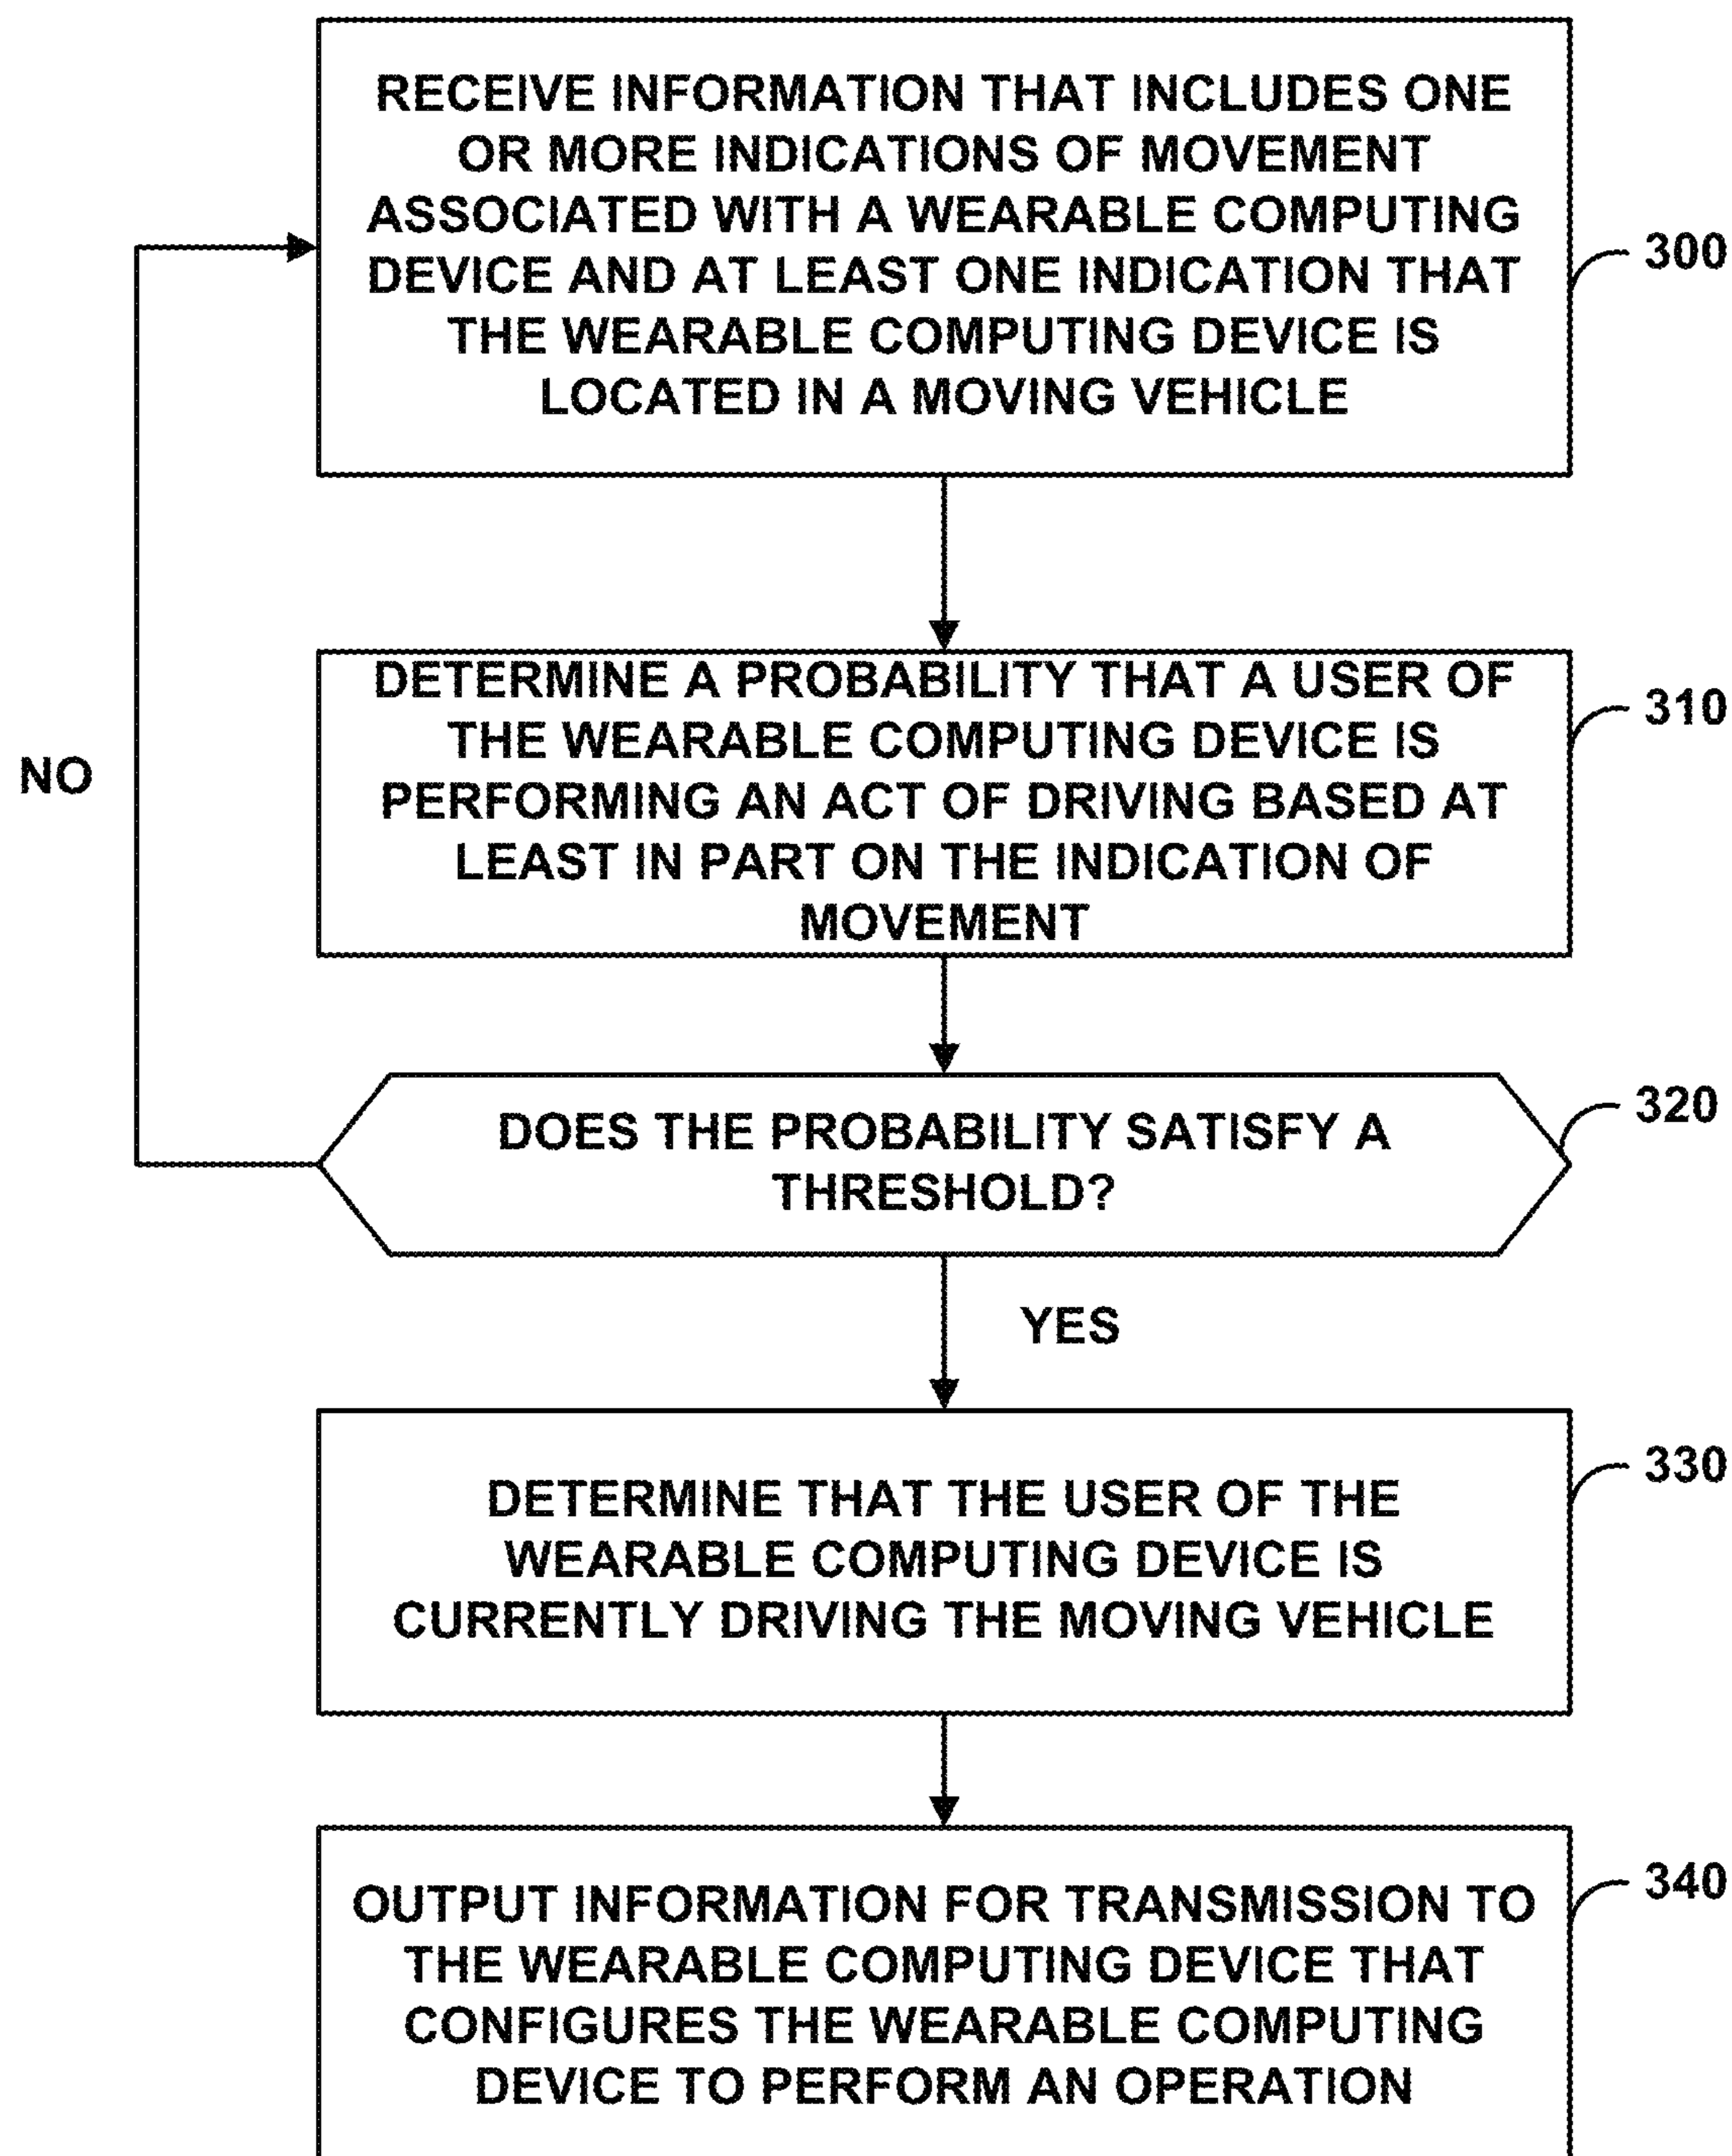 RECEIVE INFORMATION THAT INCLUDES ONE
OR MORE INDICATIONS OF MOVEMENT
ASSOCIATED WITH A WEARABLE COMPUTING
DEVICE AND AT LEAST ONE INDICATION THAT
THE WEARABLE COMPUTING DEVICE IS
LOCATED IN A MOVING VEHICLE
300
DETERMINE A PROBABILITY THAT A USER OF
THE WEARABLE COMPUTING DEVICE IS
PERFORMING AN ACT OF DRIVING BASED AT
LEAST IN PART ON THE INDICATION OF
MOVEMENT
310
NO
DOES THE PROBABILITY SATISFY A
THRESHOLD?
320
YES
DETERMINE THAT THE USER OF THE
WEARABLE COMPUTING DEVICE IS
CURRENTLY DRIVING THE MOVING VEHICLE
330
OUTPUT INFORMATION FOR TRANSMISSION TO
THE WEARABLE COMPUTING DEVICE THAT
CONFIGURES THE WEARABLE COMPUTING
DEVICE TO PERFORM AN OPERATION
340